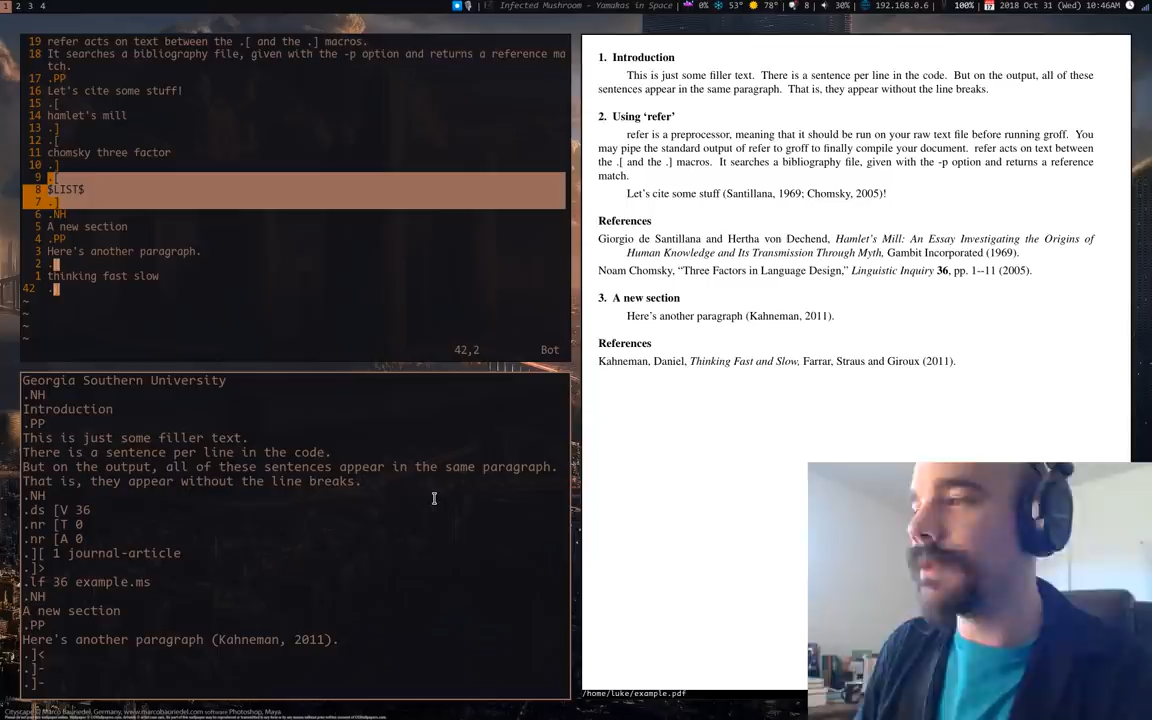 1 2 3 4
Infected Mushroom - Yamakas in Space 0% 53° 78° 8 30% 192.168.0.6 100% 2018 Oct 31 (Wed) 10:46AM
19 refer acts on text between the .[ and the .] macros.
18 It searches a bibliography file, given with the -p option and returns a reference ma
tch.
17 .PP
16 Let's cite some stuff!
15 .[
14 hamlet's mill
13 .]
12 .[
11 chomsky three factor
10 .]
9 .[
8 $LIST$
7 .]
6 .NH
5 A new section
4 .PP
3 Here's another paragraph.
2 .[
1 thinking fast slow
42 .]
~
~
~
~
42,2 Bot
Georgia Southern University
.NH
Introduction
.PP
This is just some filler text.
There is a sentence per line in the code.
But on the output, all of these sentences appear in the same paragraph.
That is, they appear without the line breaks.
.NH
.ds [V 36
.nr [T 0
.nr [A 0
.][ 1 journal-article
.]>
.lf 36 example.ms
.NH
A new section
.PP
Here's another paragraph (Kahneman, 2011).
.]<
.]-
.]-
1. Introduction
This is just some filler text. There is a sentence per line in the code. But on the output, all of these
sentences appear in the same paragraph. That is, they appear without the line breaks.
2. Using ‘refer’
refer is a preprocessor, meaning that it should be run on your raw text file before running groff. You
may pipe the standard output of refer to groff to finally compile your document. refer acts on text between
the .[ and the .] macros. It searches a bibliography file, given with the -p option and returns a reference
match.
Let’s cite some stuff (Santillana, 1969; Chomsky, 2005)!
References
Giorgio de Santillana and Hertha von Dechend, Hamlet’s Mill: An Essay Investigating the Origins of
Human Knowledge and Its Transmission Through Myth, Gambit Incorporated (1969).
Noam Chomsky, “Three Factors in Language Design,” Linguistic Inquiry 36, pp. 1--11 (2005).
3. A new section
Here’s another paragraph (Kahneman, 2011).
References
Kahneman, Daniel, Thinking Fast and Slow, Farrar, Straus and Giroux (2011).
/home/luke/example.pdf